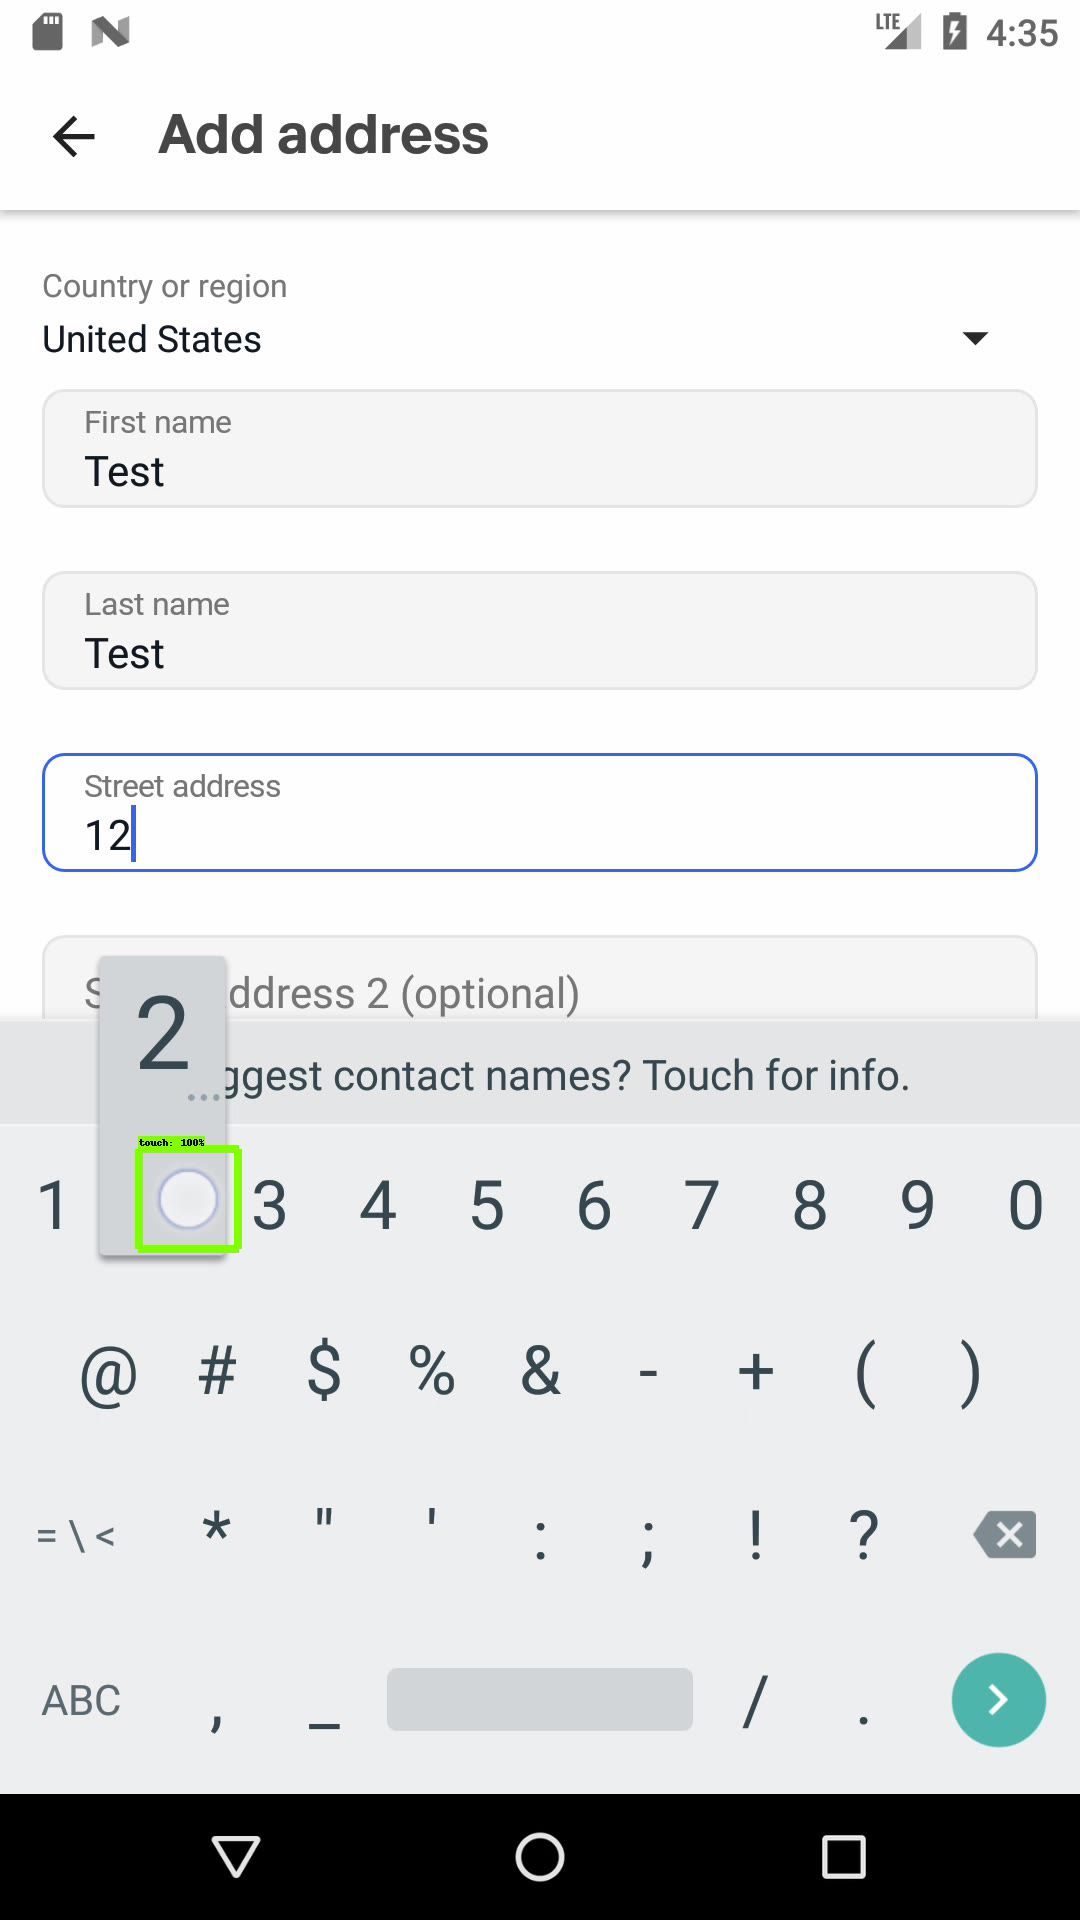 LTE 4:35
Add address
Country or region
United States
First name
Test
Last name
Test
Street address
12
S ddress 2 (optional)
2
...
ggest contact names? Touch for info.
touch: 100%
1 3 4 5 6 7 8 9 0
@ # $ % & - + ( )
= \ < * " ' : ; ! ?
ABC , _ / .